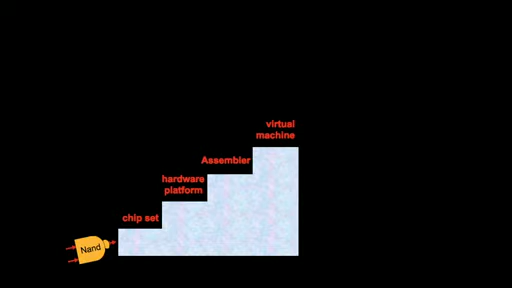 virtual
machine
Assembler
hardware
platform
chip set
Nand